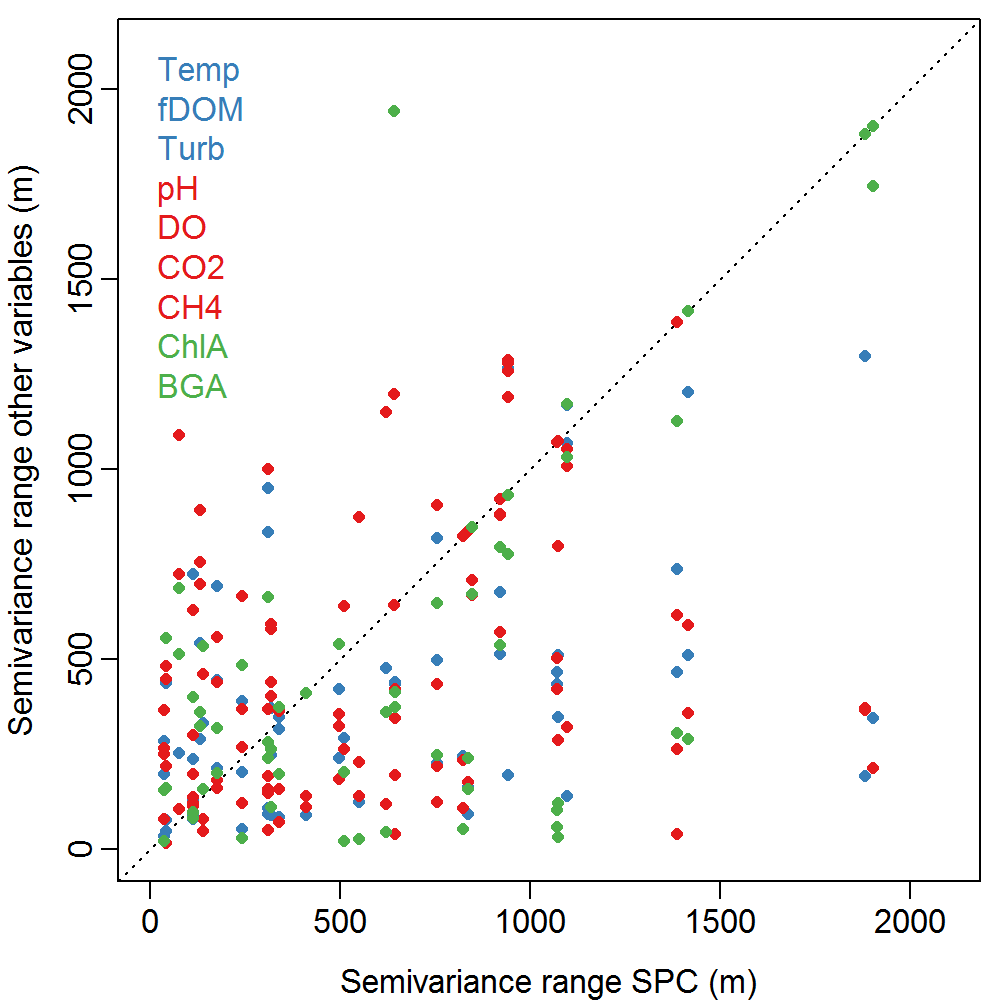 Temp
fDOM
Turb
pH
DO
CO2
CH4
ChlA
BGA
Semivariance range other variables (m)
2000
1500
1000
500
0
0 500 1000 1500 2000
Semivariance range SPC (m)